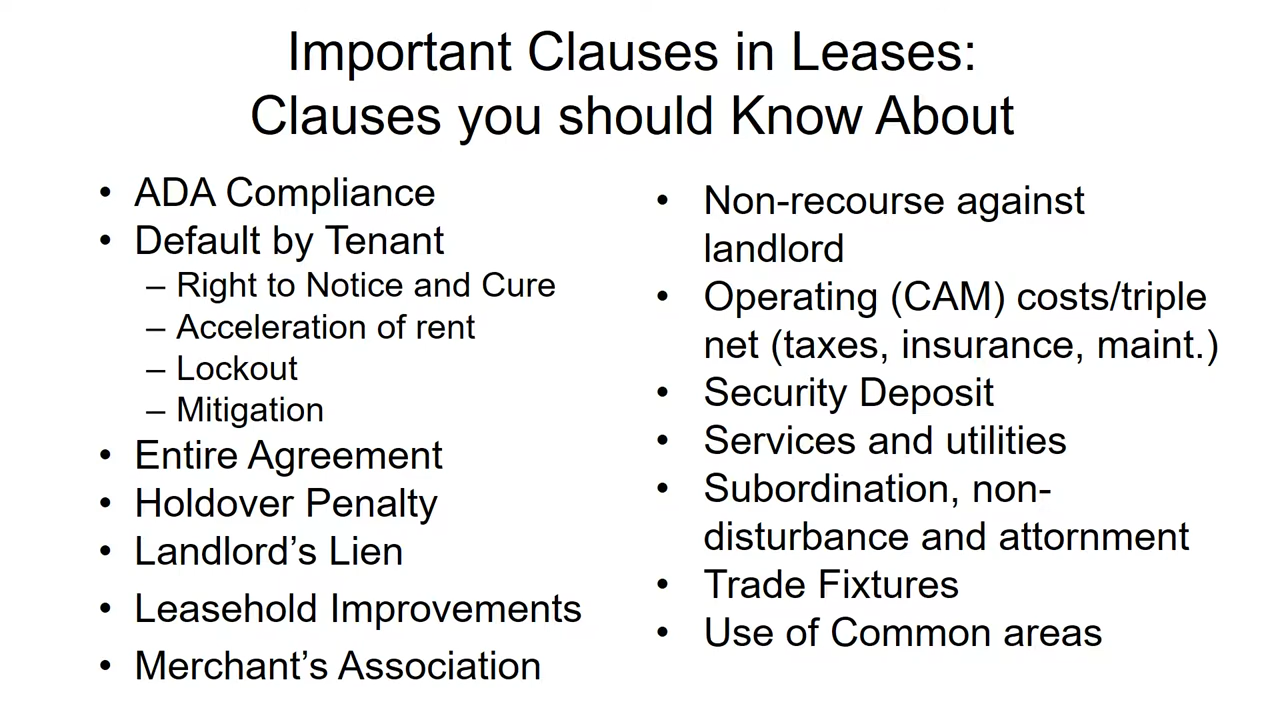 Important Clauses in Leases:
Clauses you should Know About
• ADA Compliance
• Default by Tenant
– Right to Notice and Cure
– Acceleration of rent
– Lockout
– Mitigation
• Entire Agreement
• Holdover Penalty
• Landlord’s Lien
• Leasehold Improvements
• Merchant’s Association
• Non-recourse against
landlord
• Operating (CAM) costs/triple
net (taxes, insurance, maint.)
• Security Deposit
• Services and utilities
• Subordination, non-
disturbance and attornment
• Trade Fixtures
• Use of Common areas